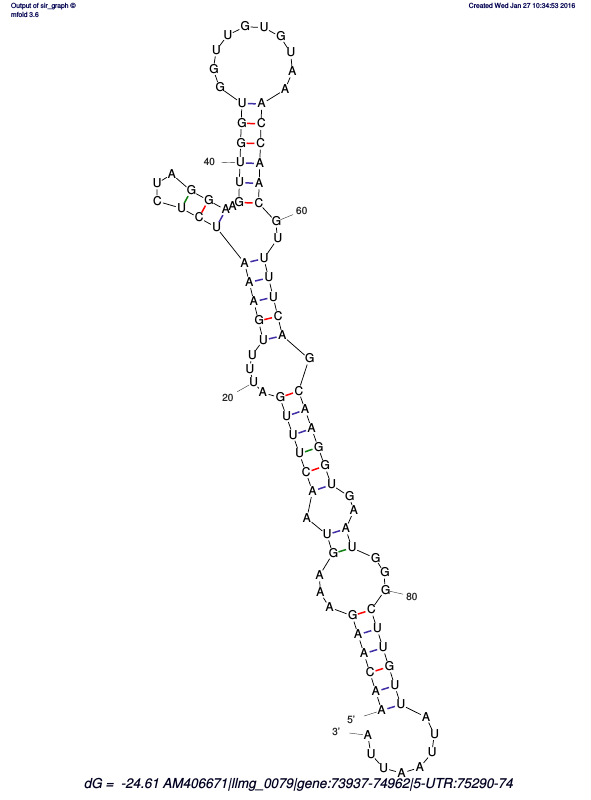 Output of sir_graph ©
mfold 3.6
Created Wed Jan 27 10:34:53 2016
40
60
20
80
5'
3'
dG = -24.61 AM406671|llmg_0079|gene:73937-74962|5-UTR:75290-74